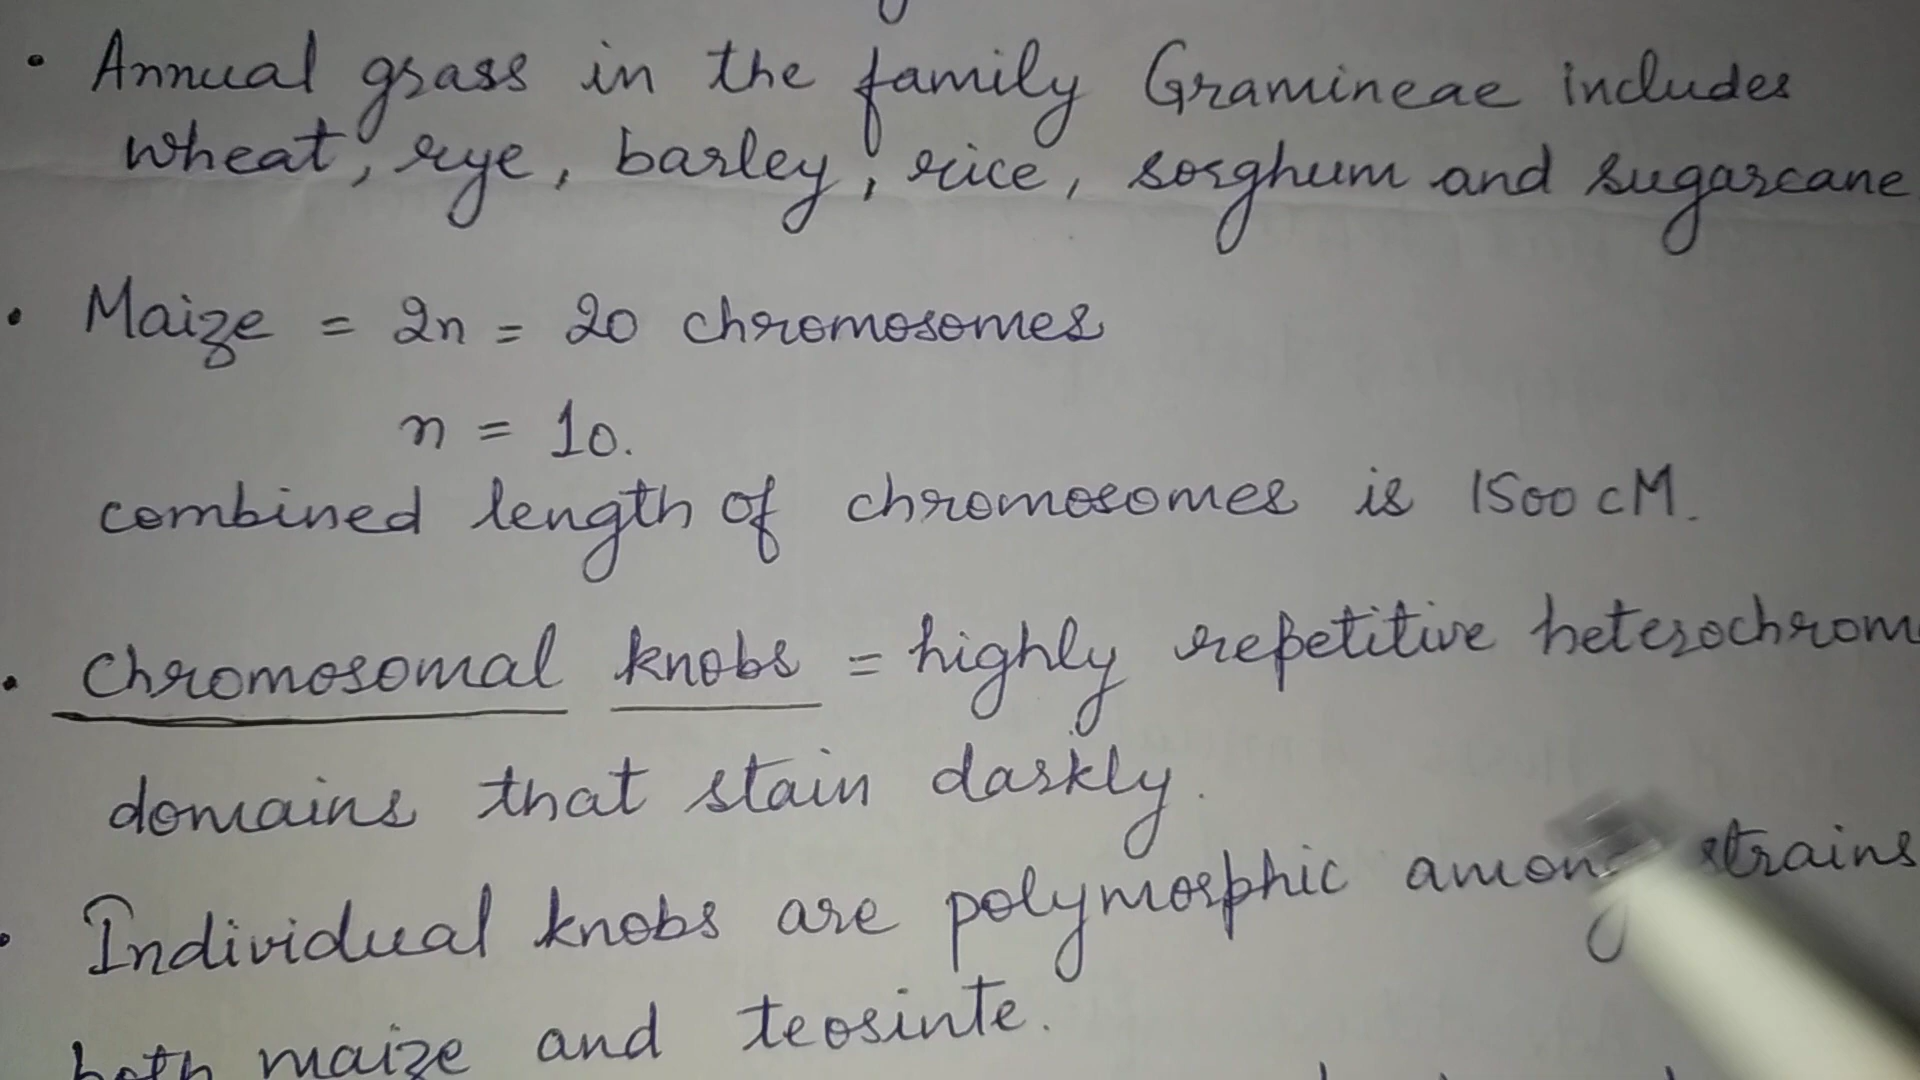 • Annual grass in the family Gramineae includes
wheat, rye, barley, rice, sorghum and sugarcane
• Maize = 2n = 20 chromosomes
n = 10.
combined length of chromosomes is 1500 cM.
• Chromosomal knobs = highly repetitive heterochrom
domains that stain darkly.
• Individual knobs are polymorphic among strains
both maize and teosinte.